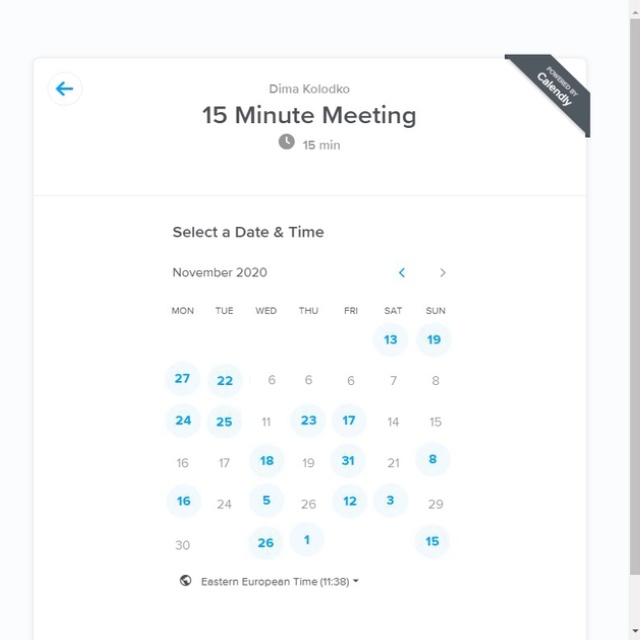 POWERED BY
Calendly
Dima Kolodko
15 Minute Meeting
15 min
Select a Date & Time
November 2020
MON TUE WED THU FRI SAT SUN
13 19
27 22 6 6 6 7 8
24 25 11 23 17 14 15
16 17 18 19 31 21 8
16 24 5 26 12 3 29
30 26 1 15
Eastern European Time (11:38)